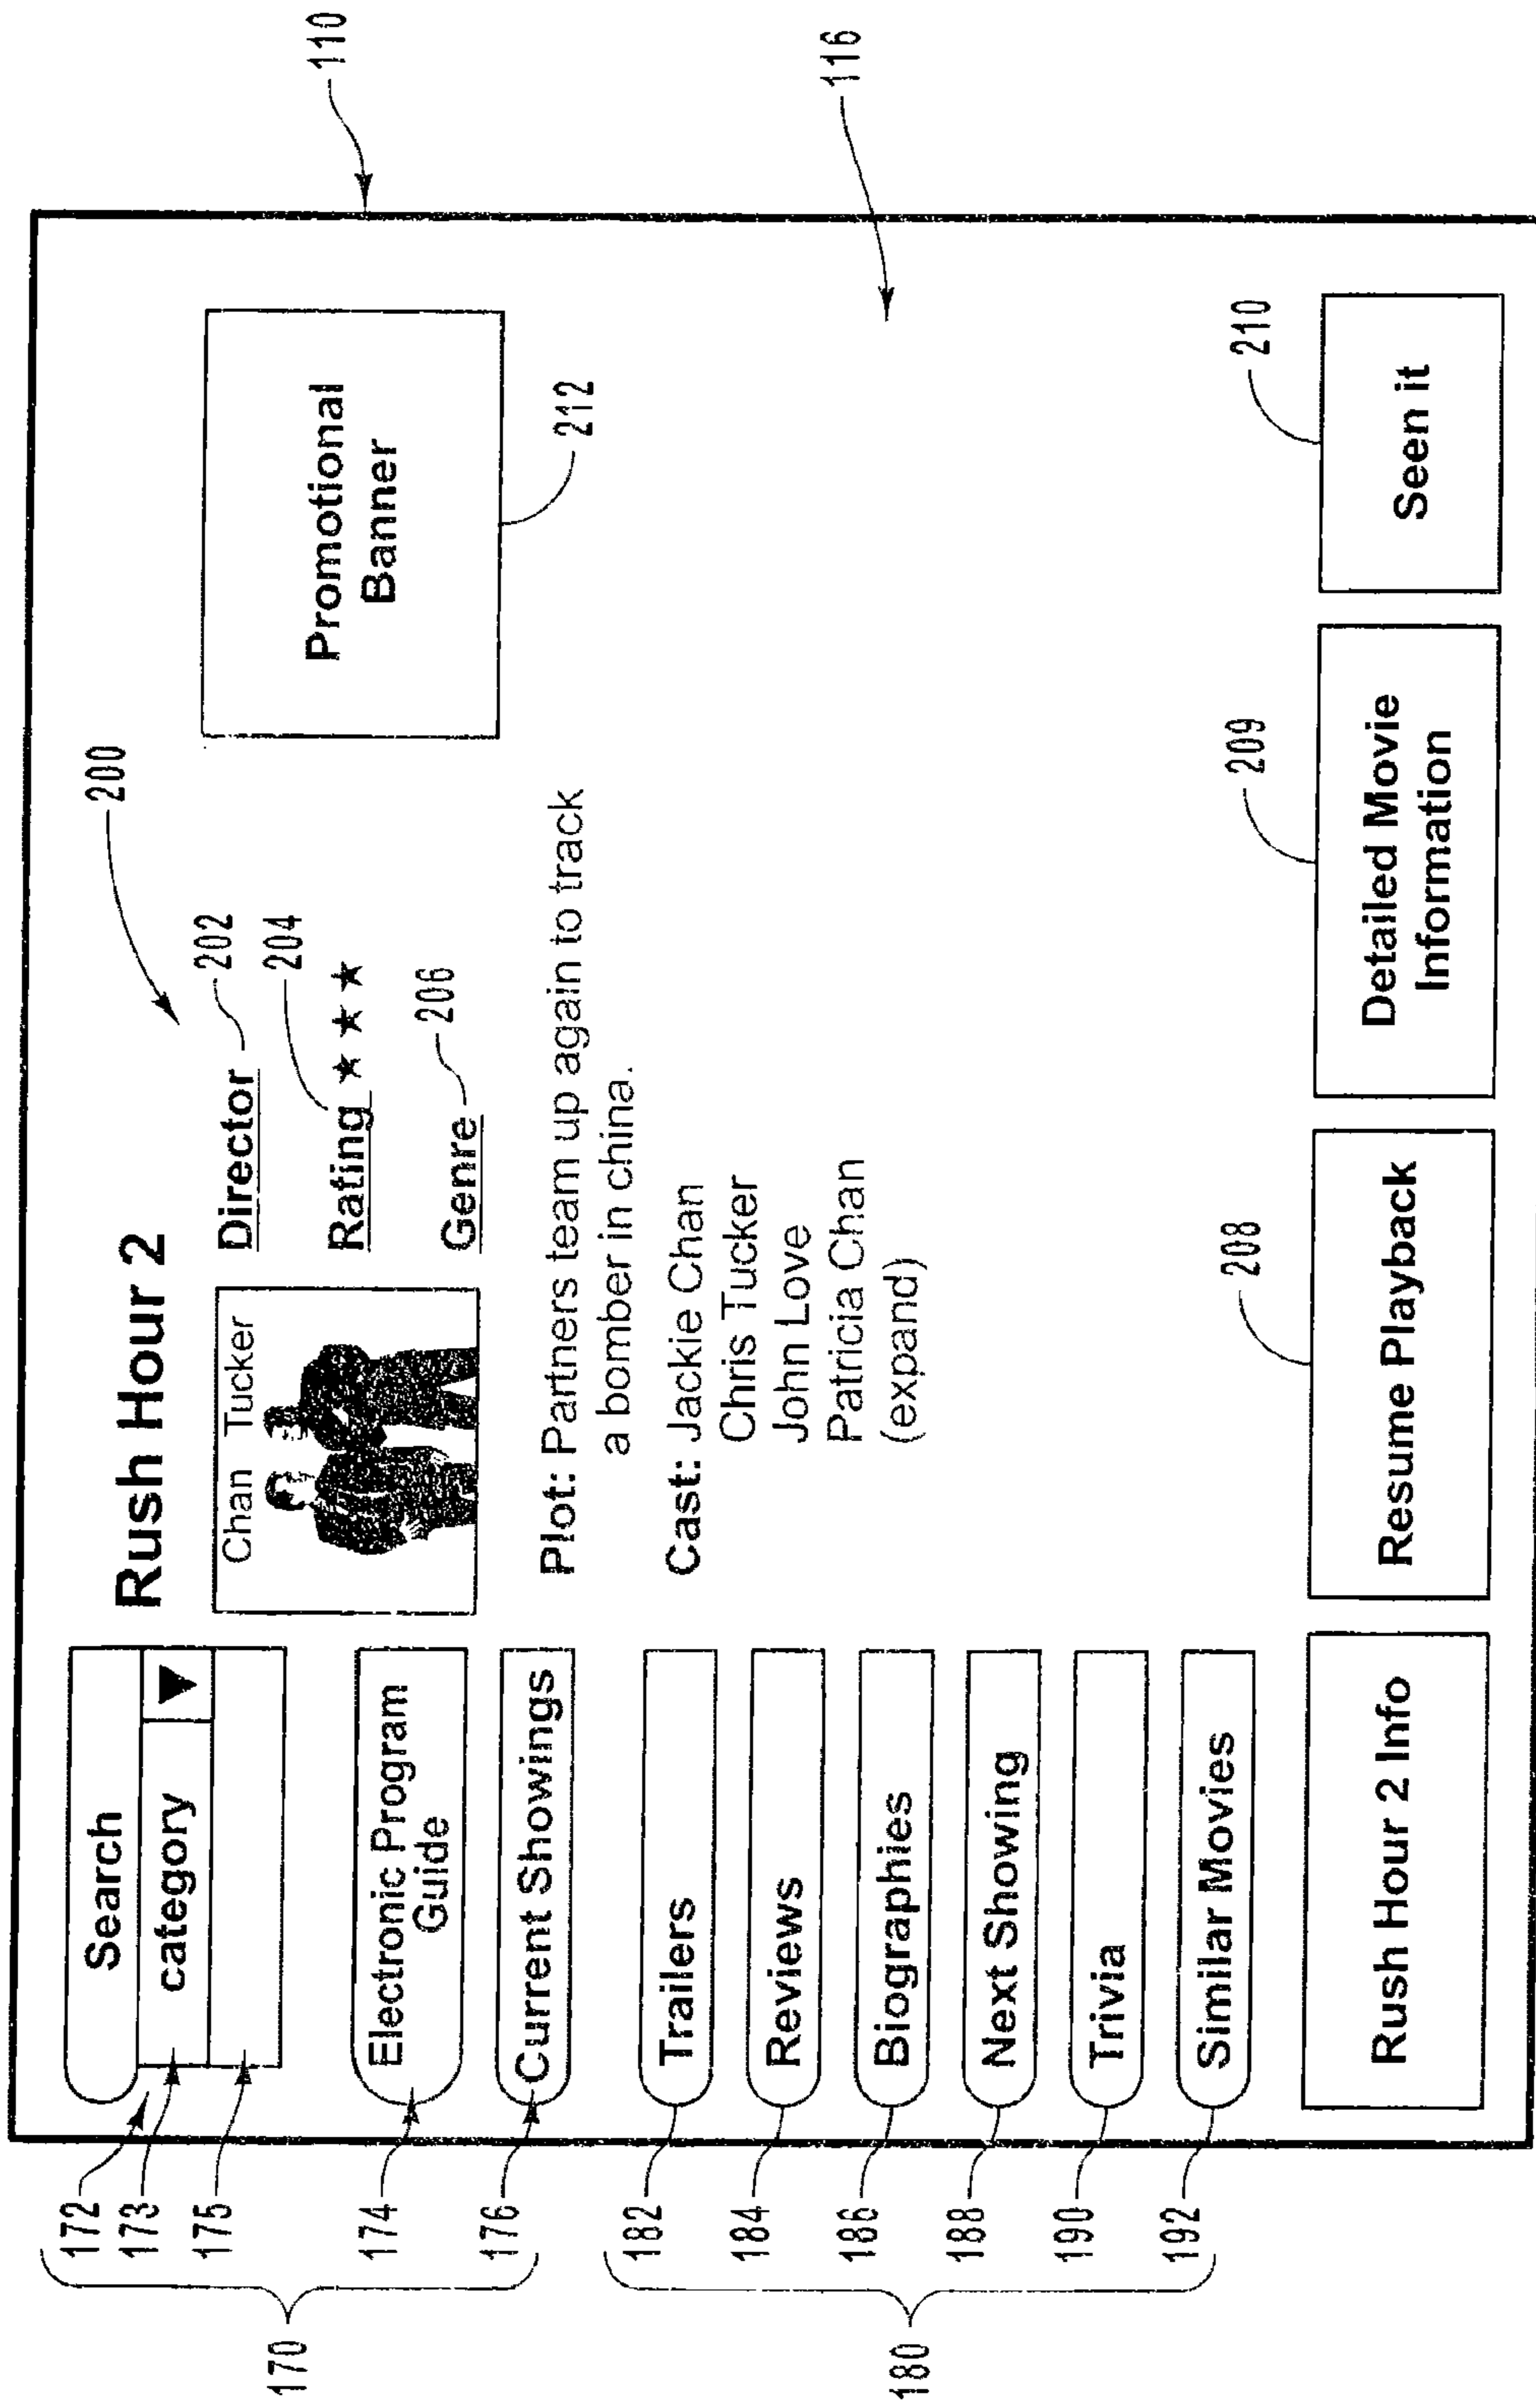 110
116
200
Rush Hour 2
172
Search
173
category
175
Chan Tucker
Director 202
204
Rating
Genre 206
Promotional
Banner
212
170
174
Electronic Program
Guide
176
Current Showings
Plot: Partners team up again to track
a bomber in china.
Cast: Jackie Chan
Chris Tucker
John Love
Patricia Chan
(expand)
180
182
Trailers
184
Reviews
186
Biographies
188
Next Showing
190
Trivia
192
Similar Movies
208
209
210
Rush Hour 2 Info
Resume Playback
Detailed Movie
Information
Seen it